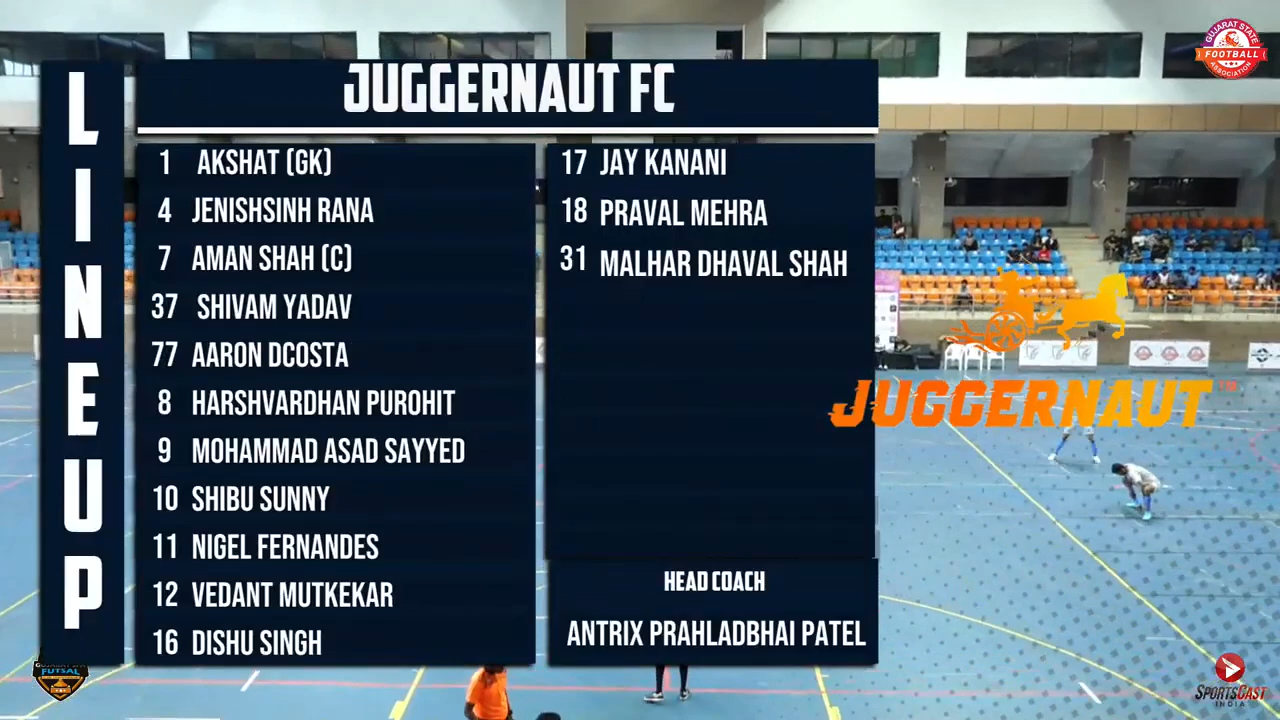 JUGGERNAUT FC
LINEUP
1 AKSHAT (GK)
4 JENISHSINH RANA
7 AMAN SHAH (C)
37 SHIVAM YADAV
77 AARON DCOSTA
8 HARSHVARDHAN PUROHIT
9 MOHAMMAD ASAD SAYYED
10 SHIBU SUNNY
11 NIGEL FERNANDES
12 VEDANT MUTKEKAR
16 DISHU SINGH
17 JAY KANANI
18 PRAVAL MEHRA
31 MALHAR DHAVAL SHAH
HEAD COACH
ANTRIX PRAHLADBHAI PATEL
JUGGERNAUT™
GUJARAT STATE
FOOTBALL
ASSOCIATION
FUTSAL
SPORTSCAST
INDIA